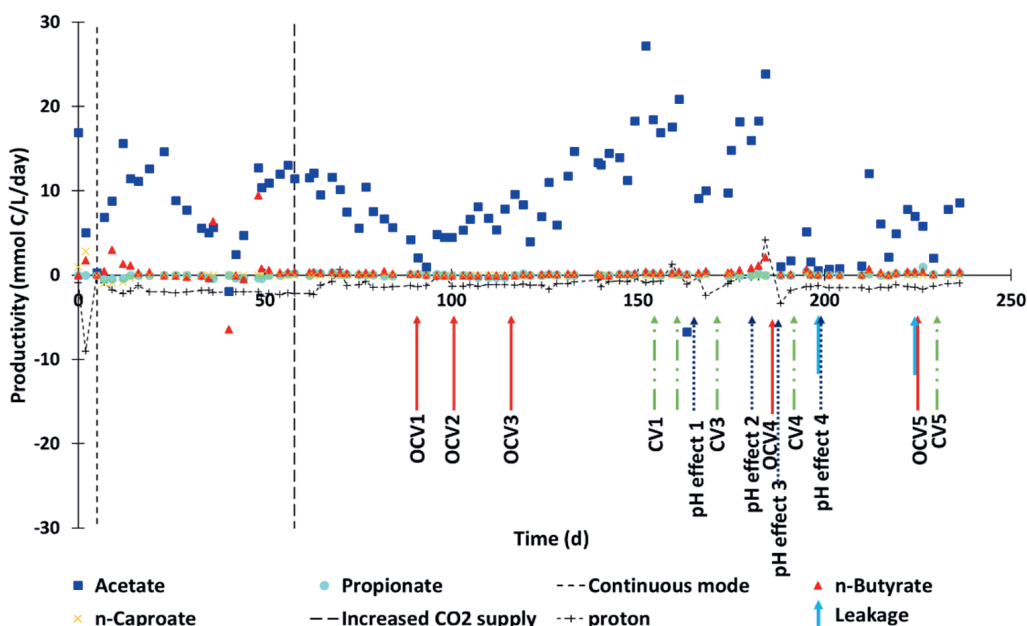 30
20
10
0
-10
-20
-30
Productivity (mmol C/L/day)
0 50 100 150 200 250
OCV1
OCV2
OCV3
CV1
pH effect 1
CV3
pH effect 2
OCV4
pH effect 3
CV4
pH effect 4
OCV5
CV5
Time (d)
Acetate Propionate Continuous mode n-Butyrate
n-Caproate Increased CO2 supply proton Leakage